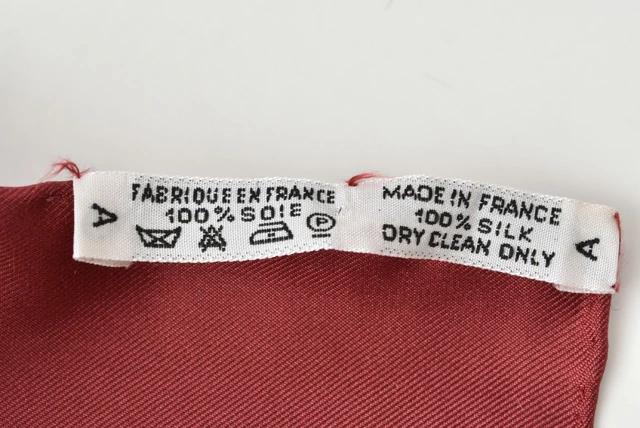 A
FABRIQUE EN FRANCE
100% SOIE
P
MADE IN FRANCE
100% SILK
DRY CLEAN ONLY
A